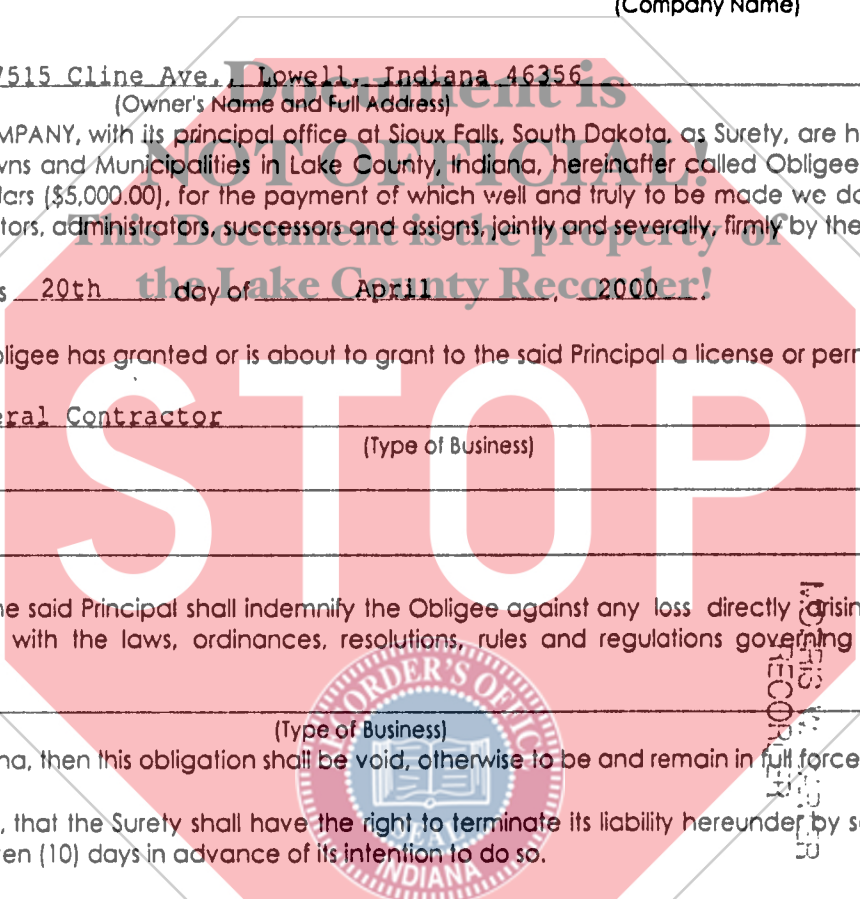 (Company Name)
7515 Cline Ave., Lowell, Indiana 46356
(Owner's Name and Full Address)
MPANY, with its principal office at Sioux Falls, South Dakota, as Surety, are h
wns and Municipalities in Lake County, Indiana, hereinafter called Obligee
lars ($5,000.00), for the payment of which well and truly to be made we do
tors, administrators, successors and assigns, jointly and severally, firmly by the
s 20th day of April, 2000.
bligee has granted or is about to grant to the said Principal a license or perm
eral Contractor
(Type of Business)
he said Principal shall indemnify the Obligee against any loss directly arisin
with the laws, ordinances, resolutions, rules and regulations governing
(Type of Business)
na, then this obligation shall be void, otherwise to be and remain in full force
, that the Surety shall have the right to terminate its liability hereunder by s
en (10) days in advance of its intention to do so.
Document is
NOT OFFICIAL!
This Document is the property of
the Lake County Recorder!
STOP
RECORDER'S OFFICE
SEAL
INDIANA
RECORDER